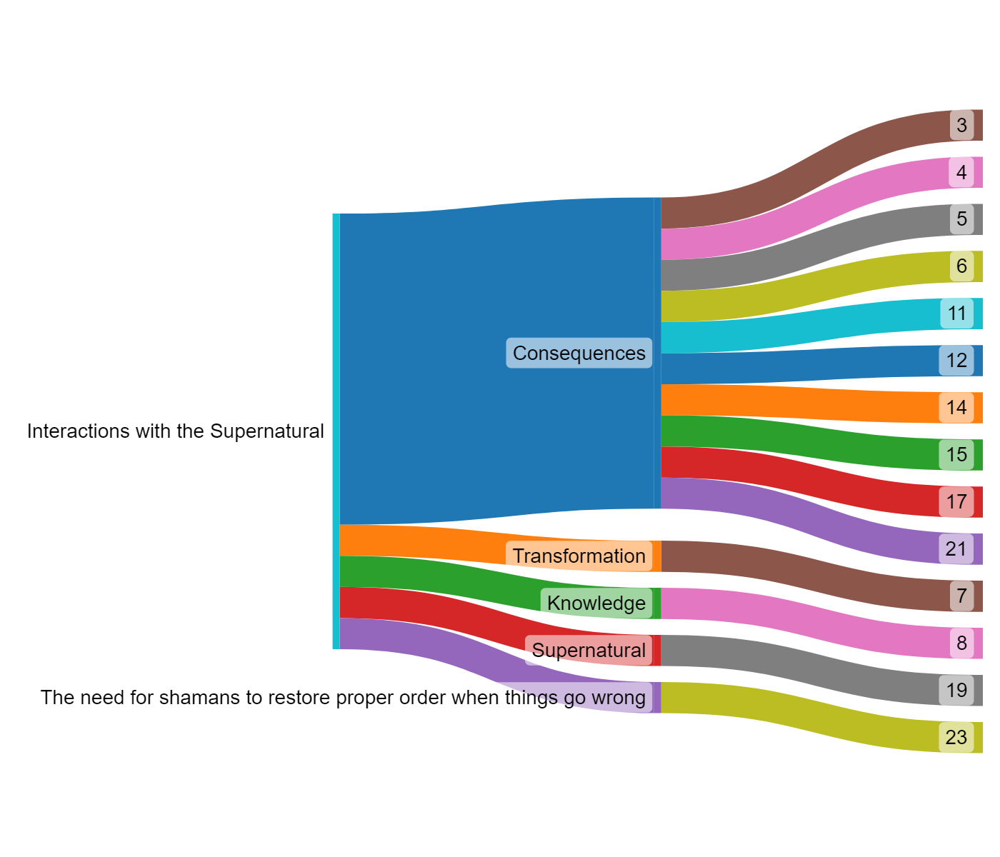 Interactions with the Supernatural
Consequences
Transformation
Knowledge
Supernatural
The need for shamans to restore proper order when things go wrong
3
4
5
6
11
12
14
15
17
21
7
8
19
23